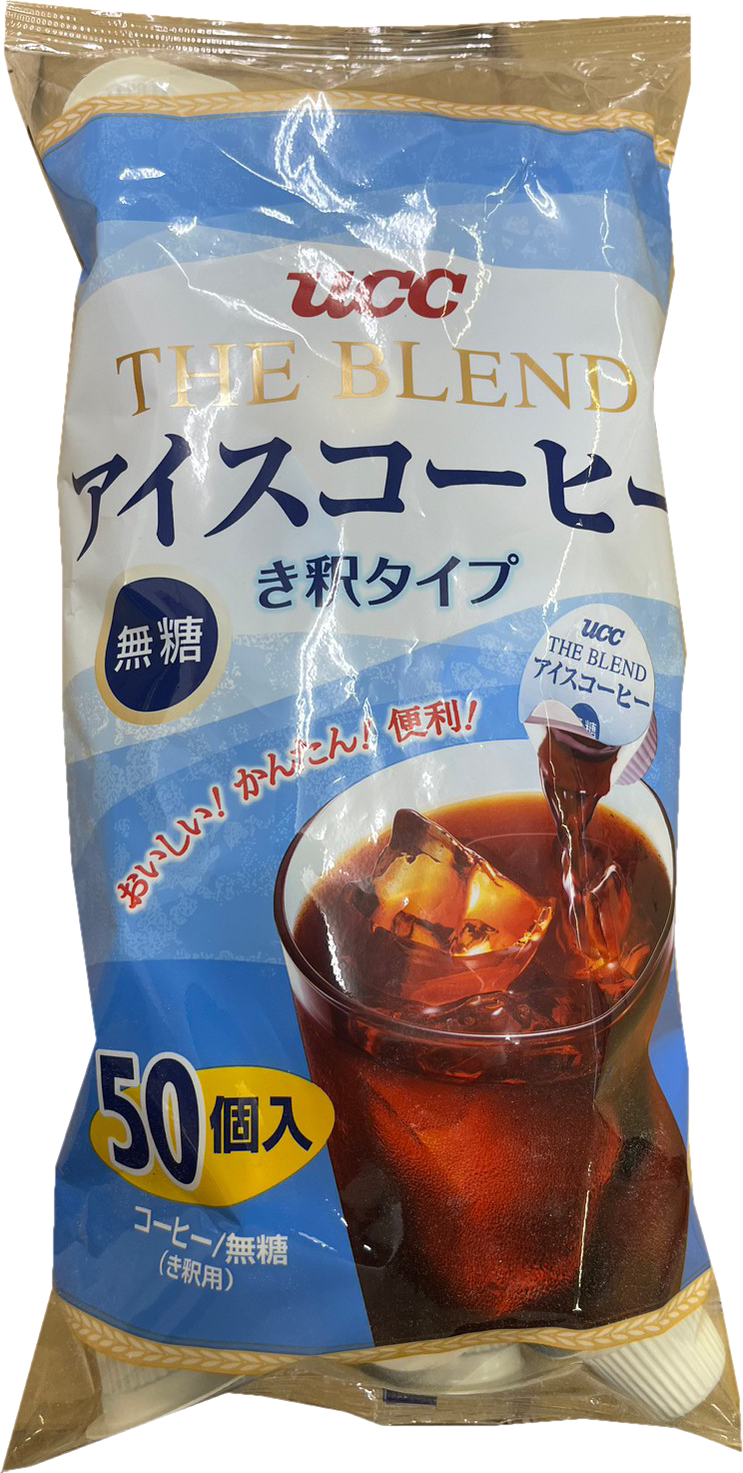 UCC
THE BLEND
アイスコーヒー
き釈タイプ
無糖
UCC
THE BLEND
アイスコーヒー
無糖
おいしい! かんたん! 便利!
50個入
コーヒー/無糖
(き釈用)